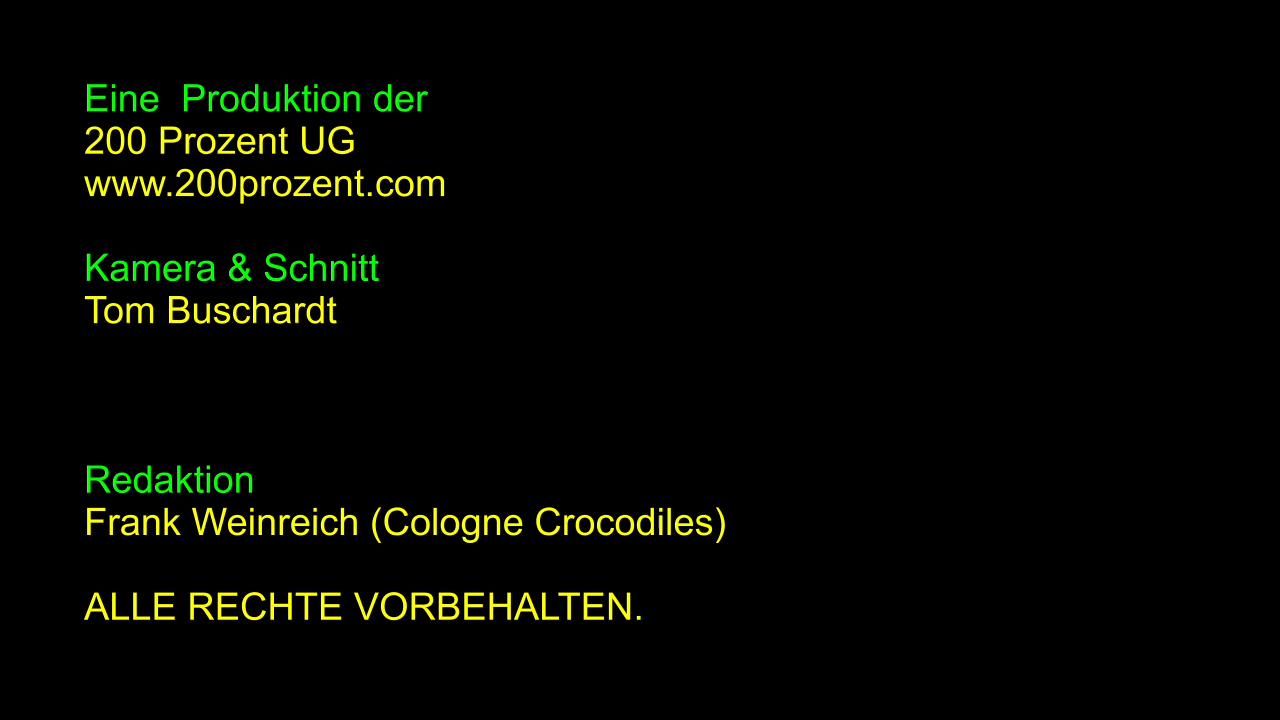 Eine  Produktion der
200 Prozent UG
www.200prozent.com
Kamera & Schnitt
Tom Buschardt
Redaktion
Frank Weinreich (Cologne Crocodiles)
ALLE RECHTE VORBEHALTEN.